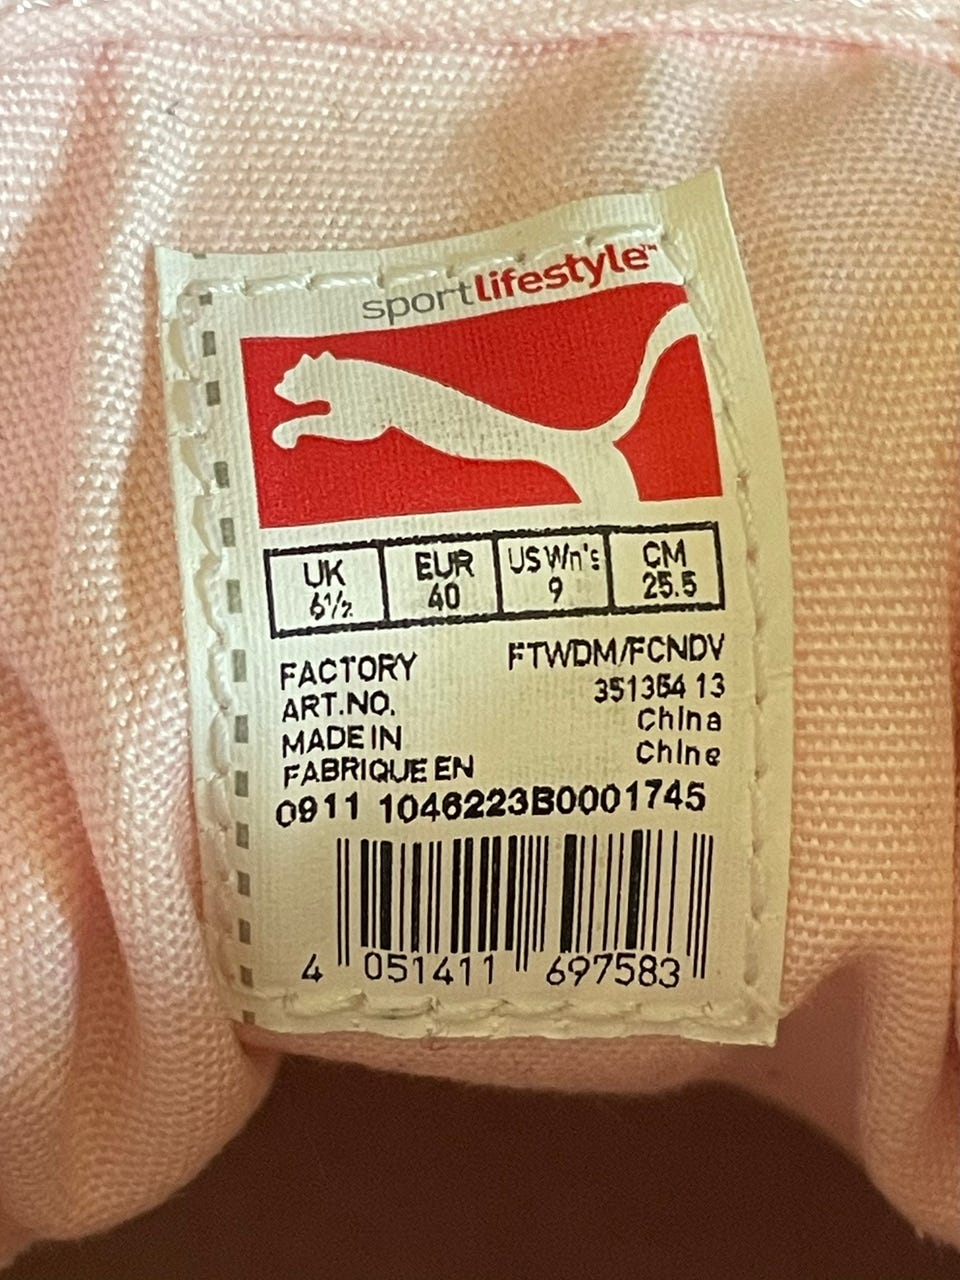 sportlifestyle™
UK EUR US Wn's CM
6½ 40 9 25.5
FACTORY FTWDM/FCNDV
ART.NO. 351364 13
MADE IN China
FABRIQUE EN Chine
0911 1046223B0001745
4 051411 697583